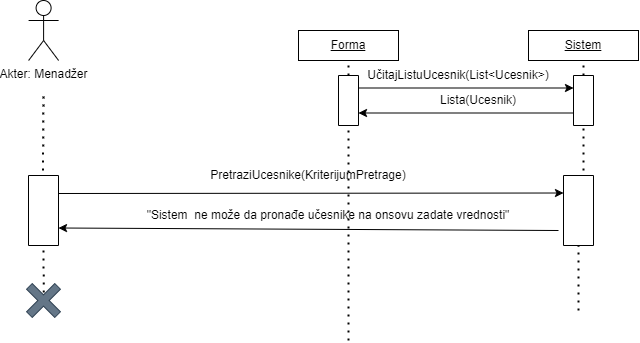 Forma
Sistem
Akter: Menadžer
UčitajListuUcesnik(List<Ucesnik>)
Lista(Ucesnik)
PretraziUcesnike(KriterijumPretrage)
"Sistem ne može da pronađe učesnike na onsovu zadate vrednosti"